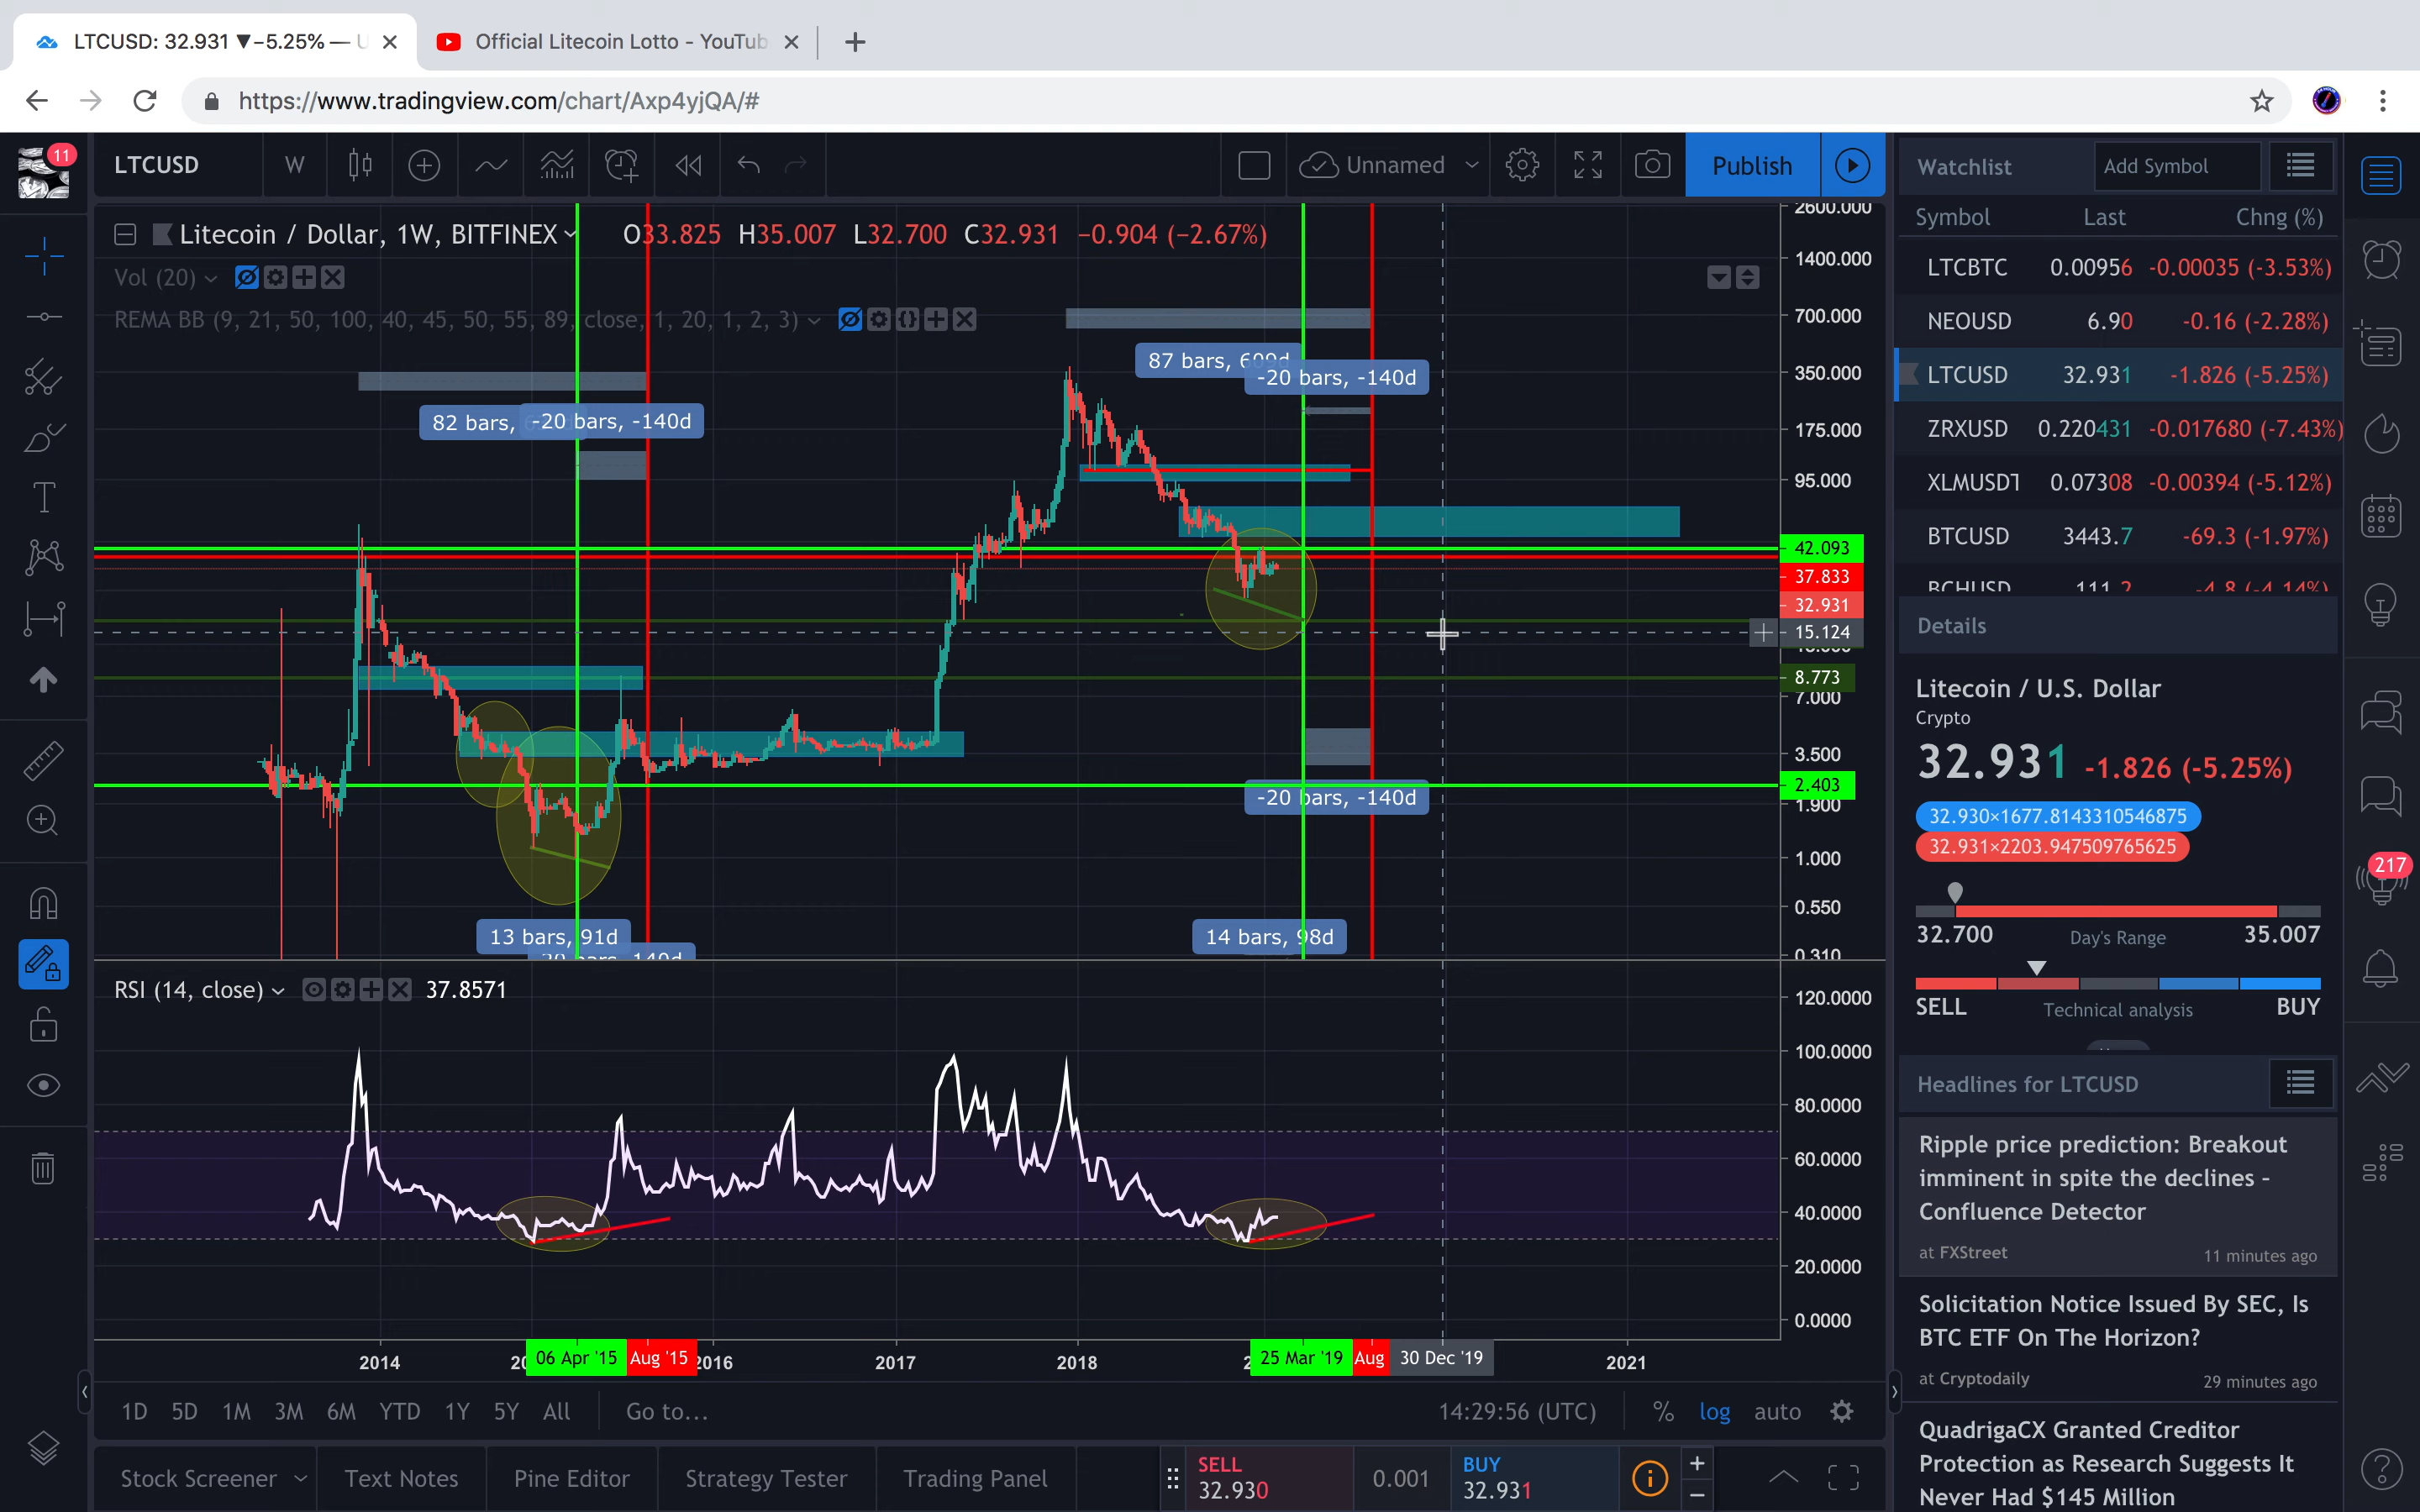 LTCUSD: 32.931 ▼−5.25% — U
Official Litecoin Lotto - YouTub
https://www.tradingview.com/chart/Axp4yjQA/#
11
LTCUSD
W
Unnamed
Publish
Litecoin / Dollar, 1W, BITFINEX
O33.825 H35.007 L32.700 C32.931 −0.904 (−2.67%)
Vol (20)
REMA BB (9, 21, 50, 100, 40, 45, 50, 55, 89, close, 1, 20, 1, 2, 3)
87 bars, 609d
-20 bars, -140d
82 bars,
-20 bars, -140d
-20 bars, -140d
13 bars, 91d
14 bars, 98d
2600.000
1400.000
700.000
350.000
175.000
95.000
42.093
37.833
32.931
15.124
8.773
7.000
3.500
2.403
1.900
1.000
0.550
0.310
RSI (14, close) 37.8571
120.0000
100.0000
80.0000
60.0000
40.0000
20.0000
0.0000
2014
06 Apr '15
Aug '15
2016
2017
2018
25 Mar '19
Aug
30 Dec '19
2021
1D 5D 1M 3M 6M YTD 1Y 5Y All Go to...
14:29:56 (UTC) % log auto
Stock Screener Text Notes Pine Editor Strategy Tester Trading Panel
SELL
32.930
0.001
BUY
32.931
Watchlist
Add Symbol
Symbol Last Chng (%)
LTCBTC 0.00956 -0.00035 (-3.53%)
NEOUSD 6.90 -0.16 (-2.28%)
LTCUSD 32.931 -1.826 (-5.25%)
ZRXUSD 0.220431 -0.017680 (-7.43%)
XLMUSDT 0.07308 -0.00394 (-5.12%)
BTCUSD 3443.7 -69.3 (-1.97%)
BCHUSD 111.2 -4.8 (-4.14%)
Details
Litecoin / U.S. Dollar
Crypto
32.931 -1.826 (-5.25%)
32.930×1677.8143310546875
32.931×2203.947509765625
32.700 Day's Range 35.007
SELL Technical analysis BUY
217
Headlines for LTCUSD
Ripple price prediction: Breakout
imminent in spite the declines -
Confluence Detector
at FXStreet 11 minutes ago
Solicitation Notice Issued By SEC, Is
BTC ETF On The Horizon?
at Cryptodaily 29 minutes ago
QuadrigaCX Granted Creditor
Protection as Research Suggests It
Never Had $145 Million